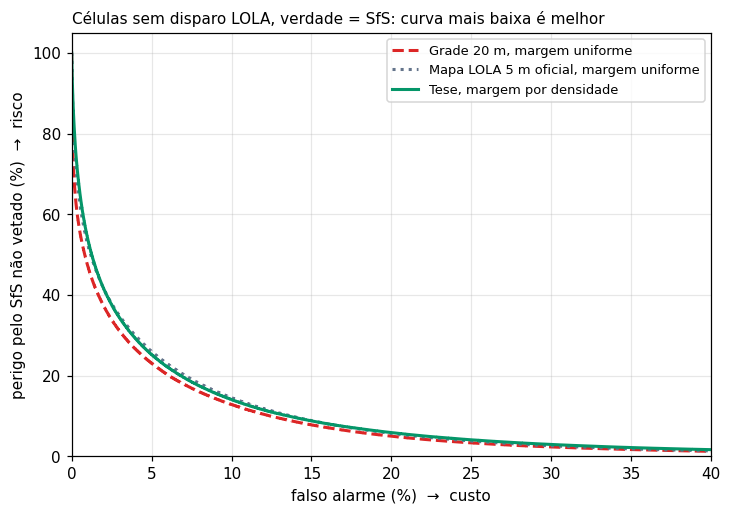 Células sem disparo LOLA, verdade = SfS: curva mais baixa é melhor
Grade 20 m, margem uniforme
Mapa LOLA 5 m oficial, margem uniforme
Tese, margem por densidade
perigo pelo SfS não vetado (%)  →  risco
100
80
60
40
20
0
0 5 10 15 20 25 30 35 40
falso alarme (%)  →  custo